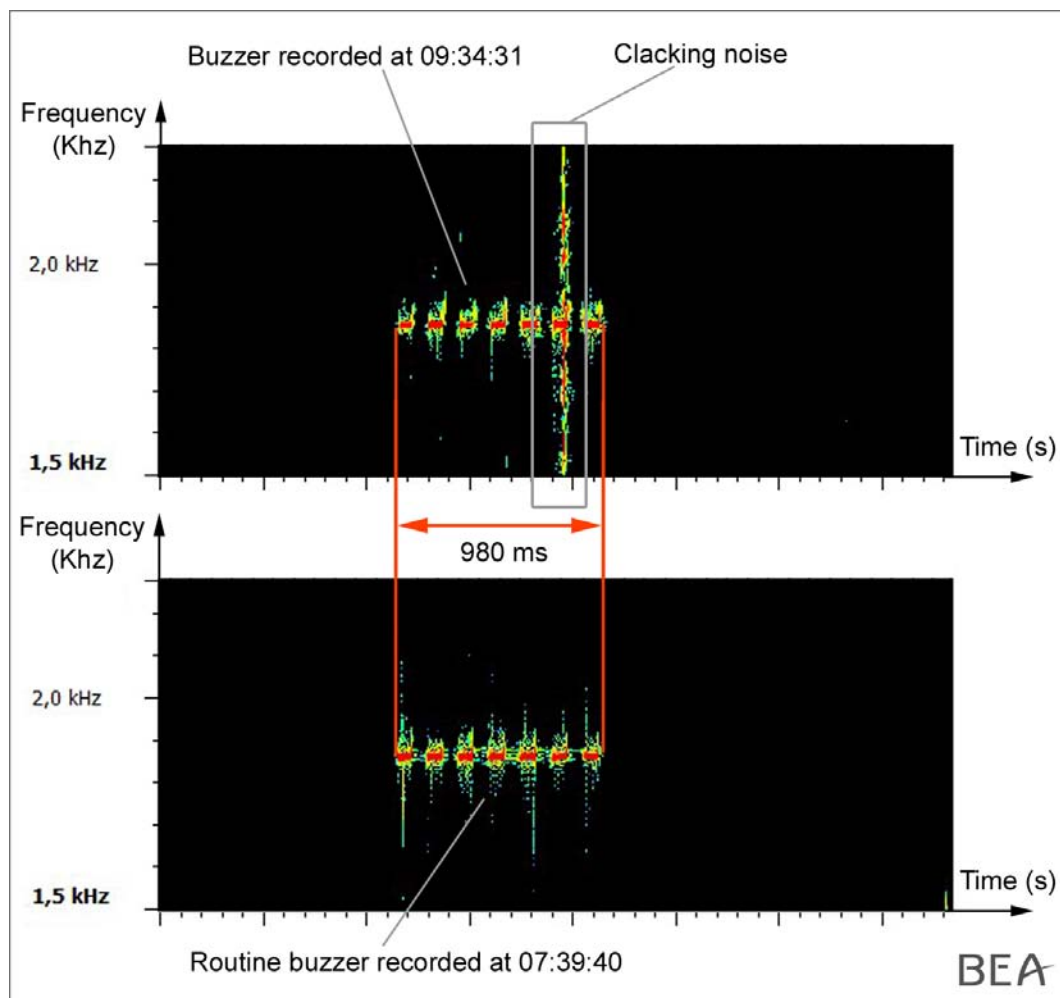 Buzzer recorded at 09:34:31
Clacking noise
Frequency
(Khz)
2,0 kHz
1,5 kHz
Time (s)
Frequency
(Khz)
980 ms
2,0 kHz
1,5 kHz
Time (s)
Routine buzzer recorded at 07:39:40
BEA